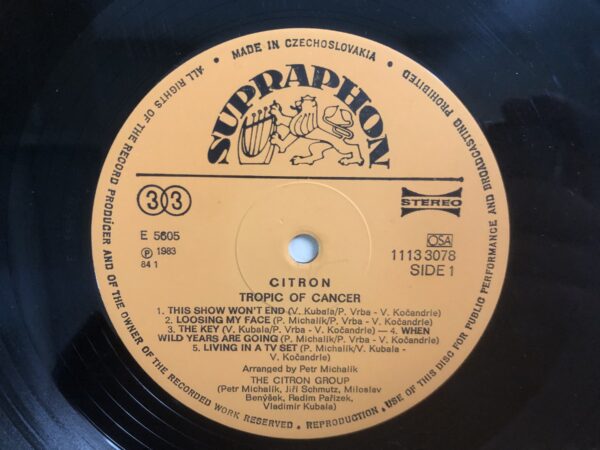 ALL RIGHTS OF THE RECORD PRODUCER AND OF THE OWNER OF THE RECORDED WORK RESERVED • REPRODUCTION, USE OF THIS DISC FOR PUBLIC PERFORMANCE AND BROADCASTING PROHIBITED • MADE IN CZECHOSLOVAKIA •
SUPRAPHON
33
STEREO
E 5605
℗ 1983
84 1
OSA
1113 3078
SIDE 1
CITRON
TROPIC OF CANCER
1. THIS SHOW WON'T END (V. Kubala/P. Vrba - V. Kočandrle)
2. LOOSING MY FACE (P. Michalík/P. Vrba - V. Kočandrle)
3. THE KEY (V. Kubala/P. Vrba - V. Kočandrle) — 4. WHEN
WILD YEARS ARE GOING (P. Michalík/P. Vrba - V. Kočandrle)
5. LIVING IN A TV SET (P. Michalík/V. Kubala -
V. Kočandrle)
Arranged by Petr Michalík
THE CITRON GROUP
(Petr Michalík, Jiří Schmutz, Miloslav
Benýšek, Radim Pařízek,
Vladimír Kubala)